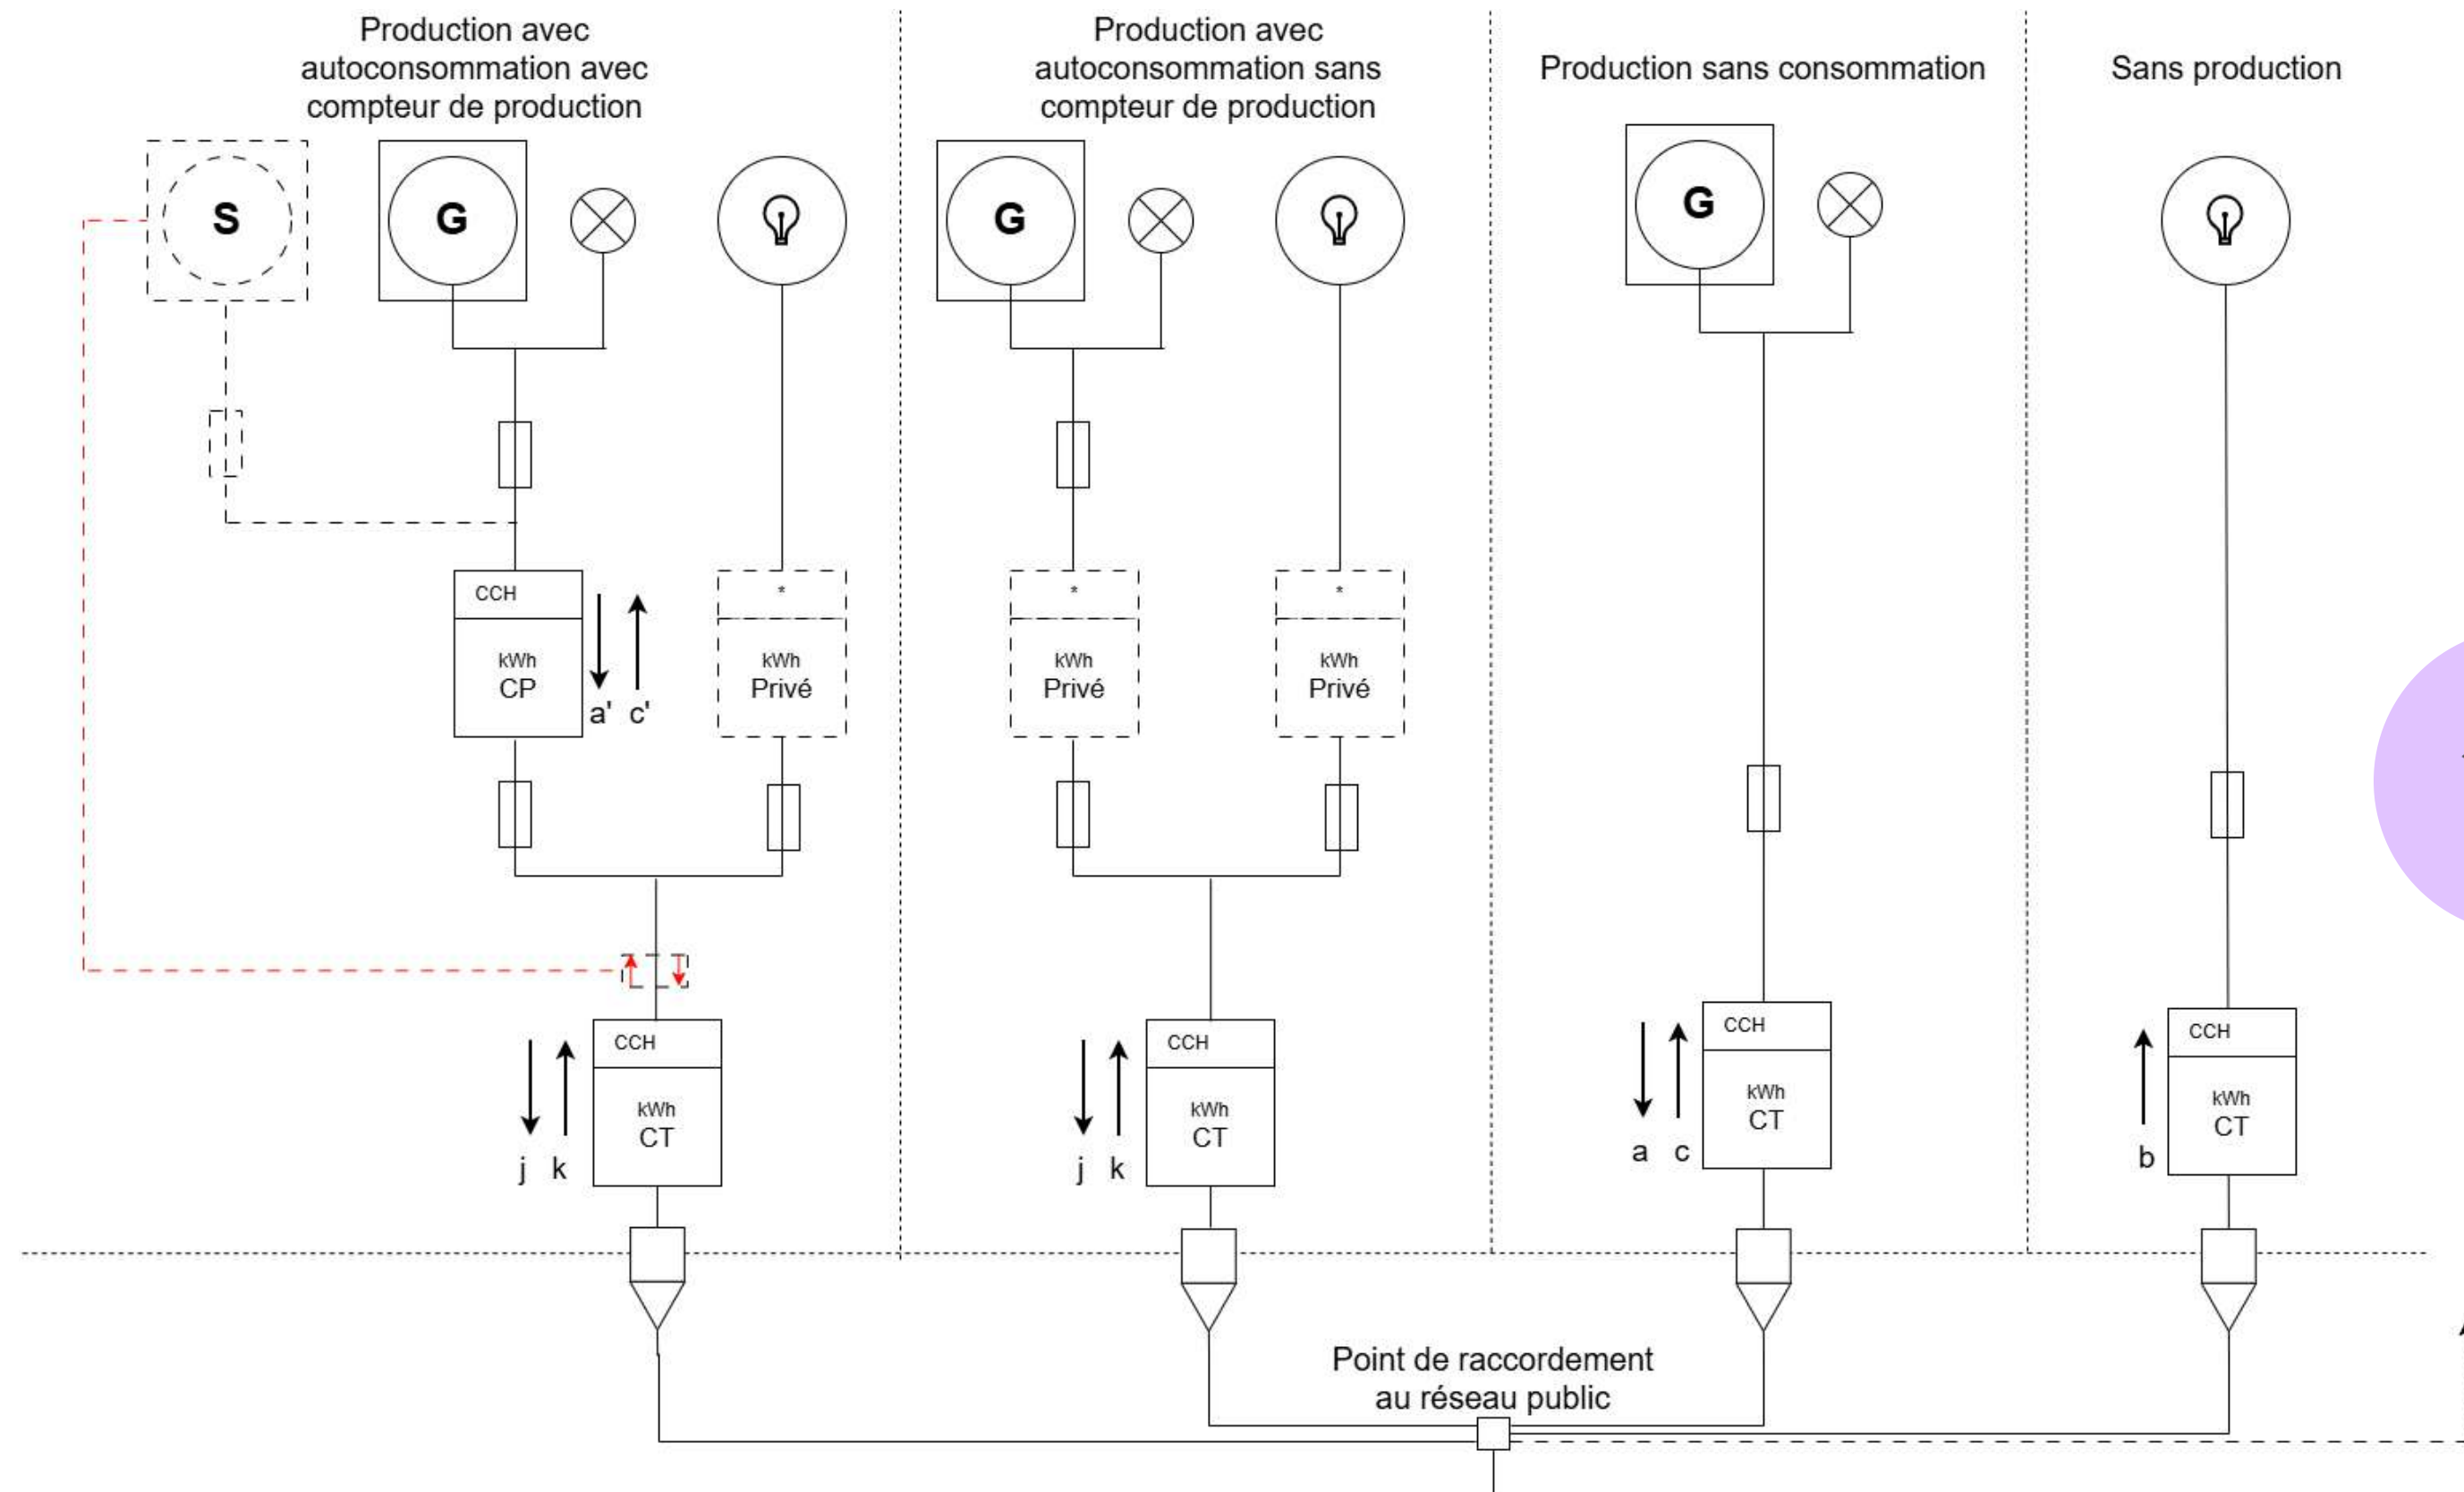 Production avec
autoconsommation avec
compteur de production
Production avec
autoconsommation sans
compteur de production
Production sans consommation
Sans production
S
G
G
G
CCH
kWh
CP
a' c'
*
kWh
Privé
*
kWh
Privé
*
kWh
Privé
CCH
kWh
CT
j k
CCH
kWh
CT
j k
CCH
kWh
CT
a c
CCH
kWh
CT
b
Point de raccordement
au réseau public